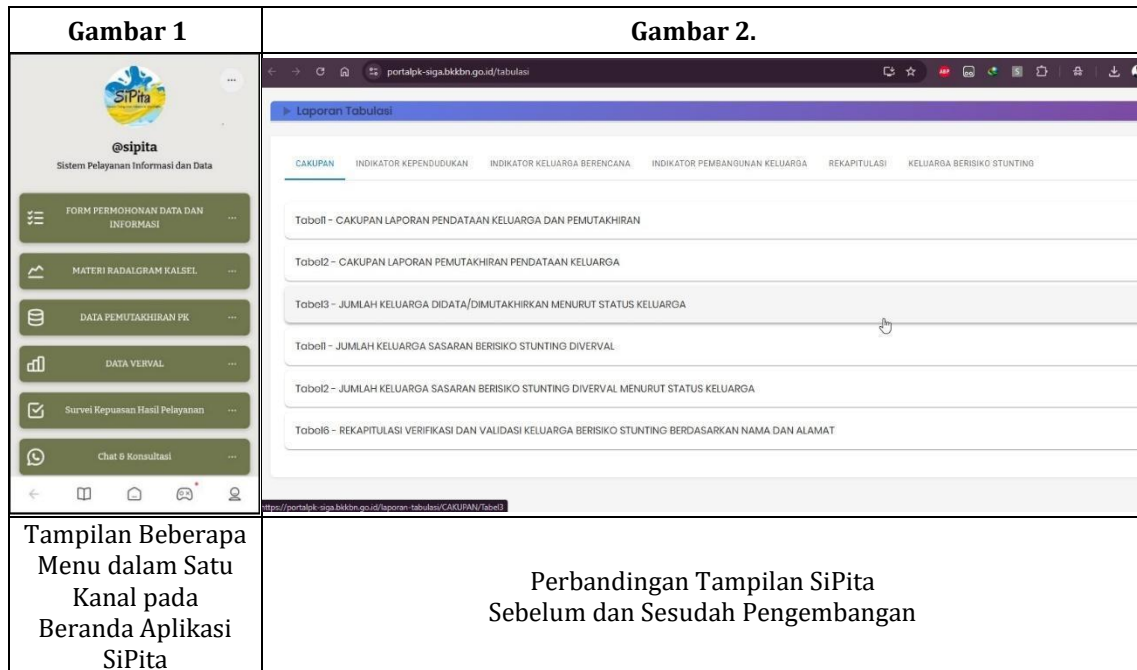 Gambar 1
Gambar 2.
SiPita
@sipita
Sistem Pelayanan Informasi dan Data
FORM PERMOHONAN DATA DAN
INFORMASI
MATERI RADALGRAM KALSEL
DATA PEMUTAKHIRAN PK
DATA VERVAL
Survei Kepuasan Hasil Pelayanan
Chat & Konsultasi
portalpk-siga.bkkbn.go.id/tabulasi
Laporan Tabulasi
CAKUPAN INDIKATOR KEPENDUDUKAN INDIKATOR KELUARGA BERENCANA INDIKATOR PEMBANGUNAN KELUARGA REKAPITULASI KELUARGA BERISIKO STUNTING
Tabel1 - CAKUPAN LAPORAN PENDATAAN KELUARGA DAN PEMUTAKHIRAN
Tabel2 - CAKUPAN LAPORAN PEMUTAKHIRAN PENDATAAN KELUARGA
Tabel3 - JUMLAH KELUARGA DIDATA/DIMUTAKHIRKAN MENURUT STATUS KELUARGA
Tabel1 - JUMLAH KELUARGA SASARAN BERISIKO STUNTING DIVERVAL
Tabel2 - JUMLAH KELUARGA SASARAN BERISIKO STUNTING DIVERVAL MENURUT STATUS KELUARGA
Tabel6 - REKAPITULASI VERIFIKASI DAN VALIDASI KELUARGA BERISIKO STUNTING BERDASARKAN NAMA DAN ALAMAT
https://portalpk-siga.bkkbn.go.id/laporan-tabulasi/CAKUPAN/Tabel3
Tampilan Beberapa
Menu dalam Satu
Kanal pada
Beranda Aplikasi
SiPita
Perbandingan Tampilan SiPita
Sebelum dan Sesudah Pengembangan